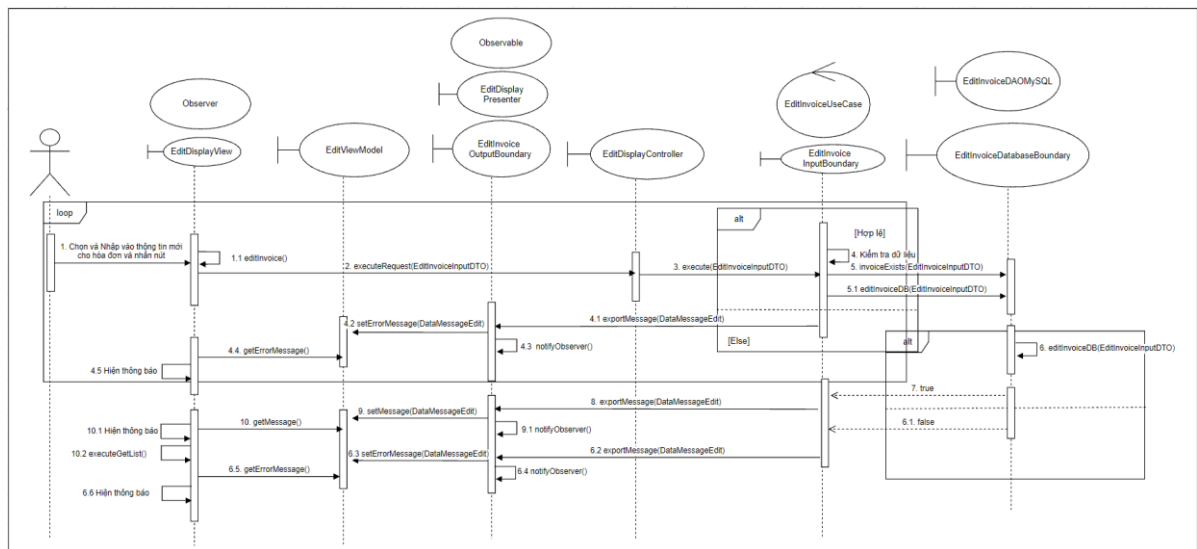 Observable
EditDisplay
Presenter
EditInvoiceDAOMySQL
EditInvoiceUseCase
Observer
EditDisplayView
EditViewModel
EditInvoice
OutputBoundary
EditDisplayController
EditInvoice
InputBoundary
EditInvoiceDatabaseBoundary
loop
alt
[Hợp lệ]
1. Chọn và Nhập vào thông tin mới
cho hòa đơn và nhấn nút
1.1 editInvoice()
2. executeRequest(EditInvoiceInputDTO)
3. execute(EditInvoiceInputDTO)
4. Kiểm tra dữ liệu
5. invoiceExists(EditInvoiceInputDTO)
5.1 editInvoiceDB(EditInvoiceInputDTO)
4.1 exportMessage(DataMessageEdit)
4.2 setErrorMessage(DataMessageEdit)
4.3 notifyObserver()
[Else]
alt
6. editInvoiceDB(EditInvoiceInputDTO)
4.4. getErrorMessage()
4.5 Hiện thông báo
7. true
8. exportMessage(DataMessageEdit)
9. setMessage(DataMessageEdit)
9.1 notifyObserver()
10. getMessage()
10.1 Hiện thông báo
6.1. false
10.2 executeGetList()
6.2 exportMessage(DataMessageEdit)
6.3 setErrorMessage(DataMessageEdit)
6.4 notifyObserver()
6.5. getErrorMessage()
6.6 Hiện thông báo